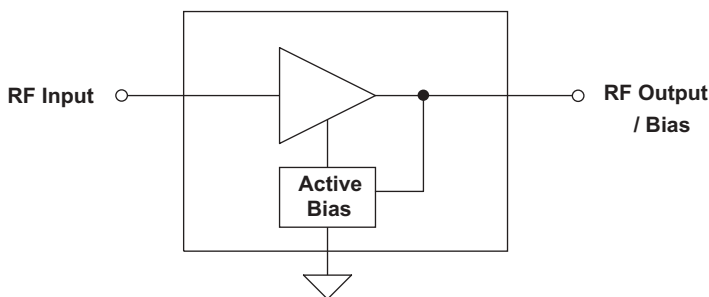 RF Input
RF Output
/ Bias
Active
Bias